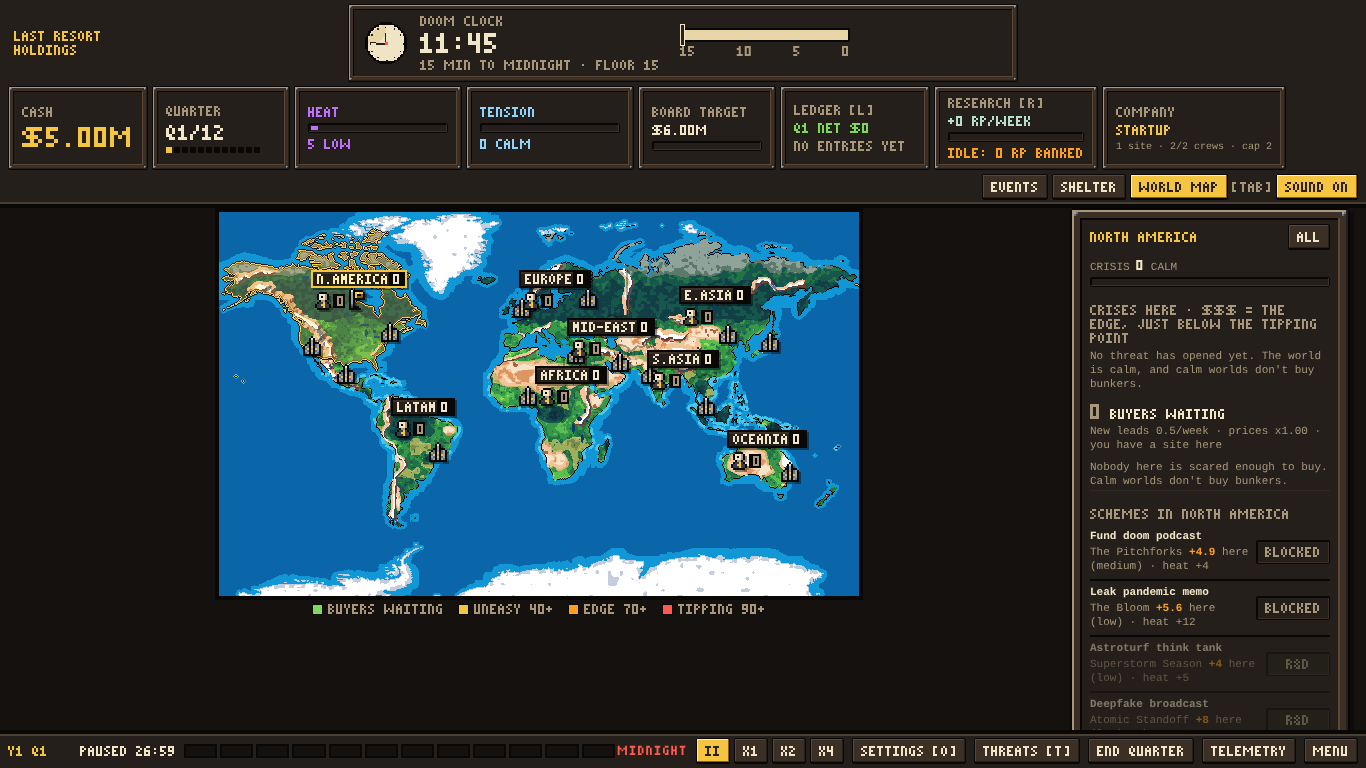 LAST RESORT
HOLDINGS
DOOM CLOCK
11:45
15 MIN TO MIDNIGHT · FLOOR 15
15 10 5 0
CASH
$5.00M
QUARTER
Q1/12
HEAT
5 LOW
TENSION
0 CALM
BOARD TARGET
$6.00M
LEDGER [L]
Q1 NET $0
NO ENTRIES YET
RESEARCH [R]
+0 RP/WEEK
IDLE: 0 RP BANKED
COMPANY
STARTUP
1 site · 2/2 crews · cap 2
EVENTS
SHELTER
WORLD MAP
[TAB]
SOUND ON
N.AMERICA 0
0
EUROPE 0
0
E.ASIA 0
0
MID-EAST 0
0
S.ASIA 0
0
AFRICA 0
0
LATAM 0
0
OCEANIA 0
0
BUYERS WAITING
UNEASY 40+
EDGE 70+
TIPPING 90+
NORTH AMERICA
ALL
CRISIS 0 CALM
CRISES HERE · $$$ = THE
EDGE, JUST BELOW THE TIPPING
POINT
No threat has opened yet. The world
is calm, and calm worlds don't buy
bunkers.
0 BUYERS WAITING
New leads 0.5/week · prices x1.00 ·
you have a site here
Nobody here is scared enough to buy.
Calm worlds don't buy bunkers.
SCHEMES IN NORTH AMERICA
Fund doom podcast
The Pitchforks +4.9 here
(medium) · heat +4
BLOCKED
Leak pandemic memo
The Bloom +5.6 here
(low) · heat +12
BLOCKED
Astroturf think tank
Superstorm Season +4 here
(low) · heat +5
R&D
Deepfake broadcast
Atomic Standoff +8 here
R&D
Y1 Q1
PAUSED 26:59
MIDNIGHT
II
X1
X2
X4
SETTINGS [O]
THREATS [T]
END QUARTER
TELEMETRY
MENU